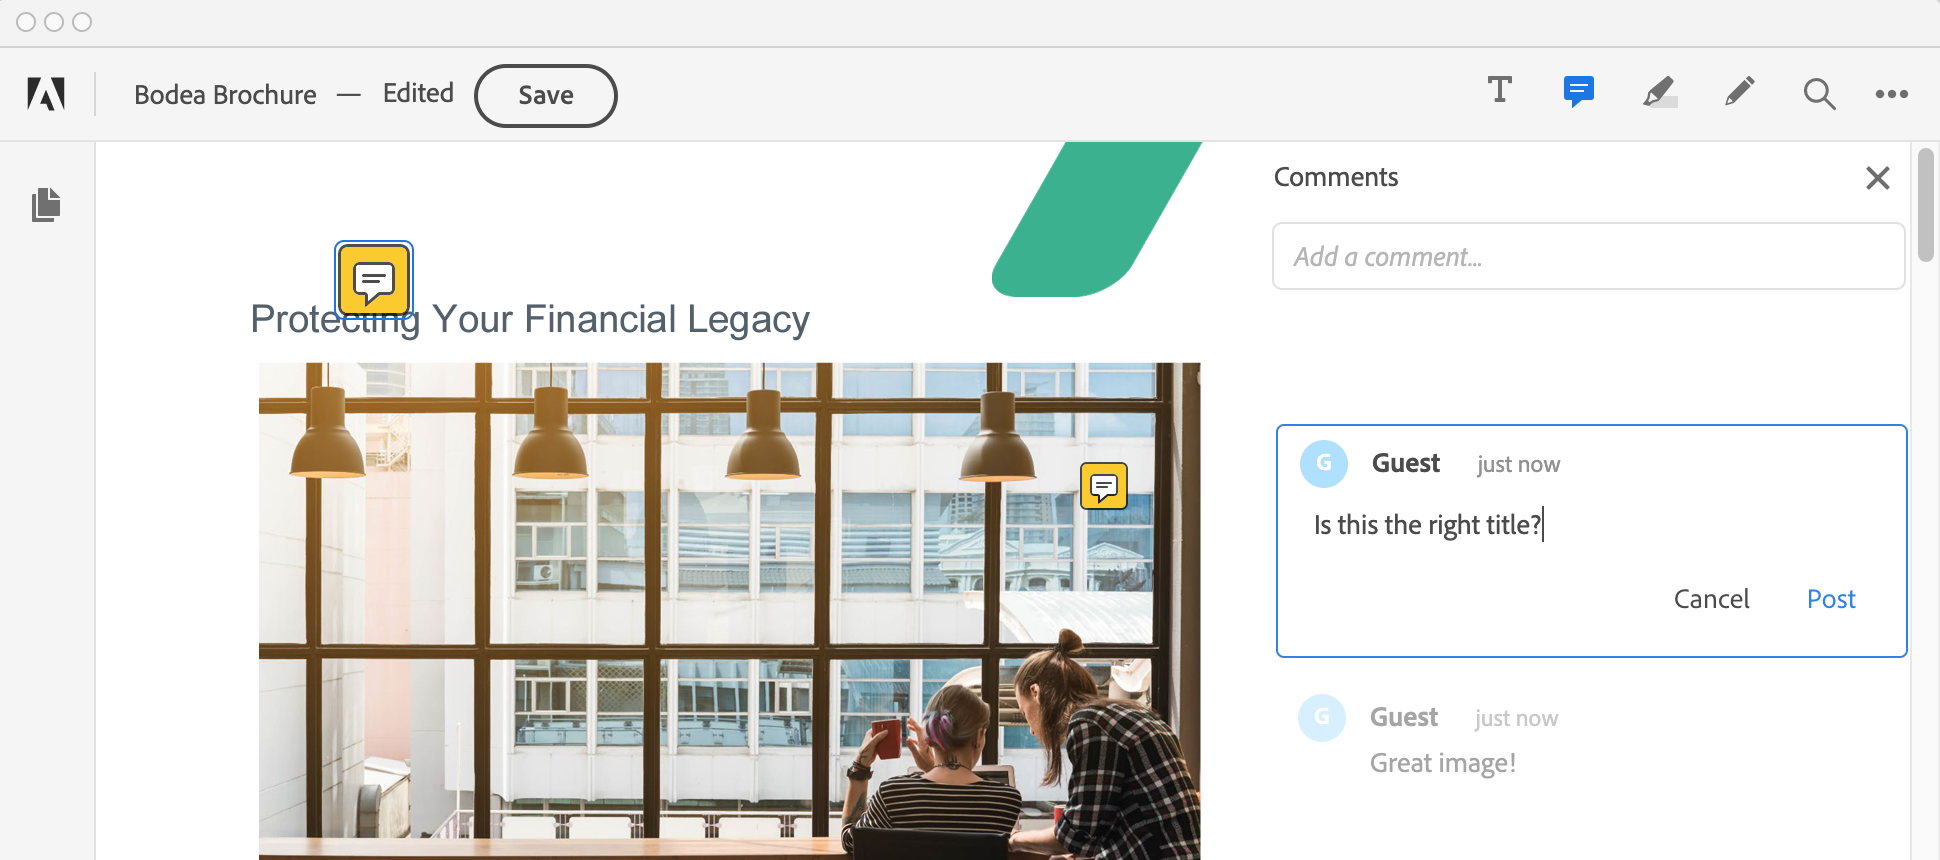 Bodea Brochure — Edited
Save
Comments
Add a comment...
Protecting Your Financial Legacy
G Guest just now
Is this the right title?
Cancel Post
G Guest just now
Great image!